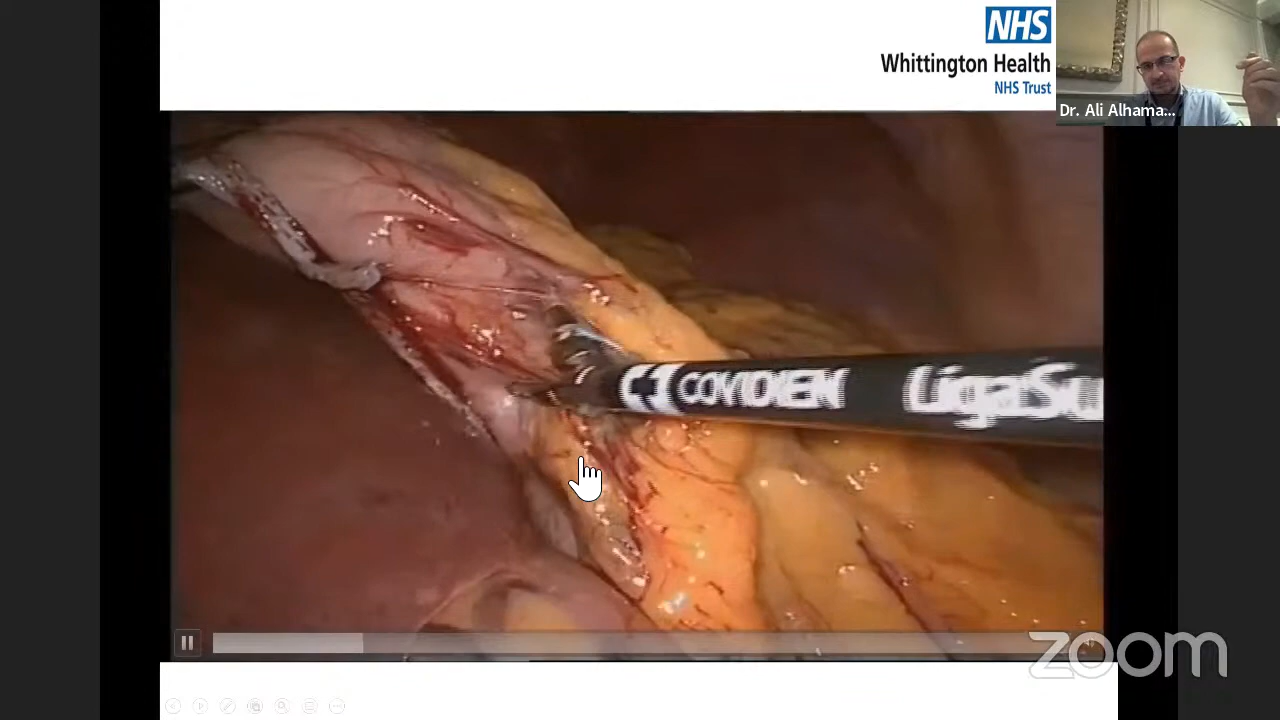 NHS
Whittington Health
NHS Trust
Dr. Ali Alhama...
COVIDIEN
LigaSu
zoom